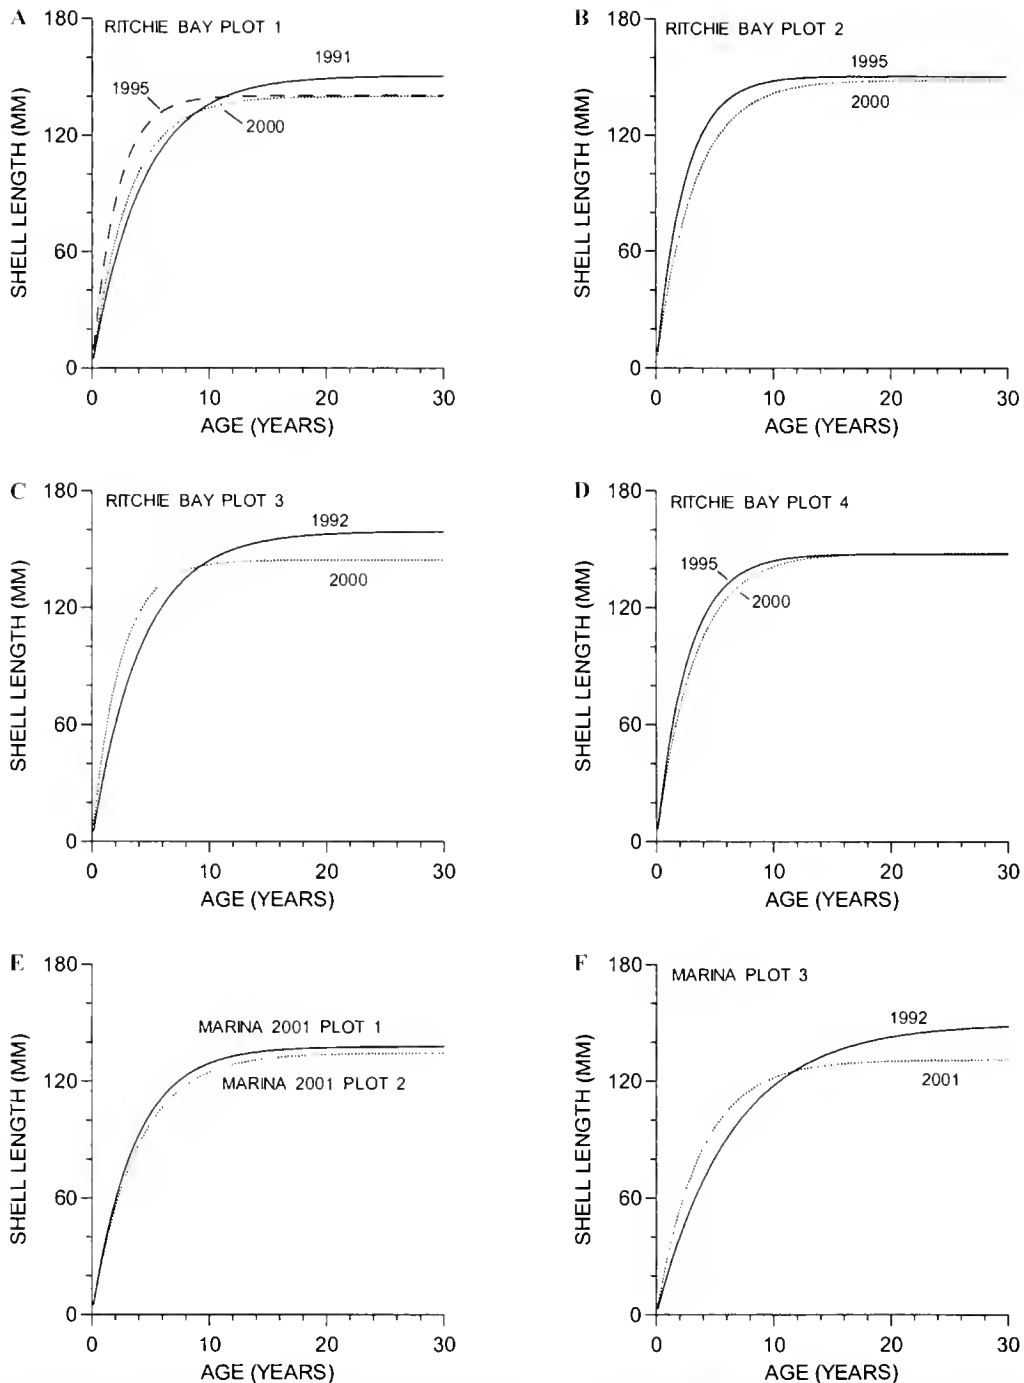 A
RITCHIE BAY PLOT 1
180
120
60
0
SHELL LENGTH (MM)
1991
1995
2000
0 10 20 30
AGE (YEARS)
B
RITCHIE BAY PLOT 2
180
120
60
0
SHELL LENGTH (MM)
1995
2000
0 10 20 30
AGE (YEARS)
C
RITCHIE BAY PLOT 3
180
120
60
0
SHELL LENGTH (MM)
1992
2000
0 10 20 30
AGE (YEARS)
D
RITCHIE BAY PLOT 4
180
120
60
0
SHELL LENGTH (MM)
1995
2000
0 10 20 30
AGE (YEARS)
E
180
120
60
0
SHELL LENGTH (MM)
MARINA 2001 PLOT 1
MARINA 2001 PLOT 2
0 10 20 30
AGE (YEARS)
F
MARINA PLOT 3
180
120
60
0
SHELL LENGTH (MM)
1992
2001
0 10 20 30
AGE (YEARS)